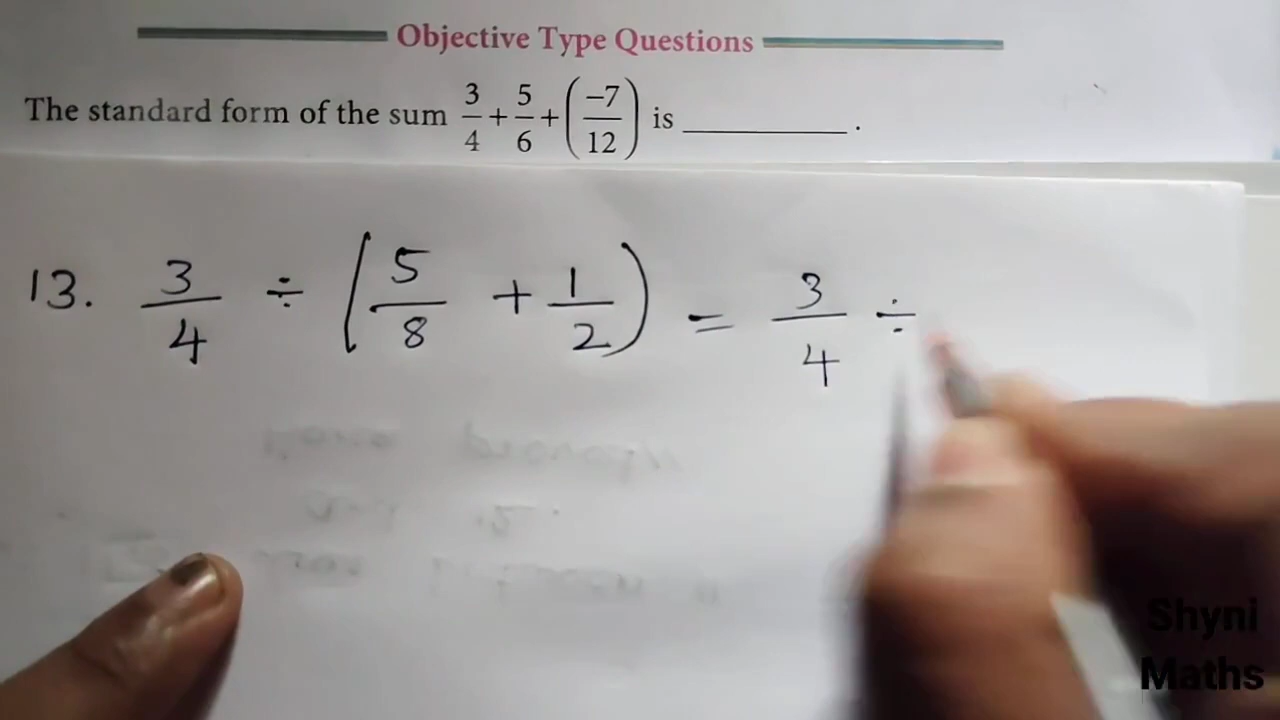 Objective Type Questions
The standard form of the sum 3/4 + 5/6 + (-7/12) is __________ .
13. 3/4 ÷ (5/8 + 1/2) = 3/4 ÷
Shyni
Maths